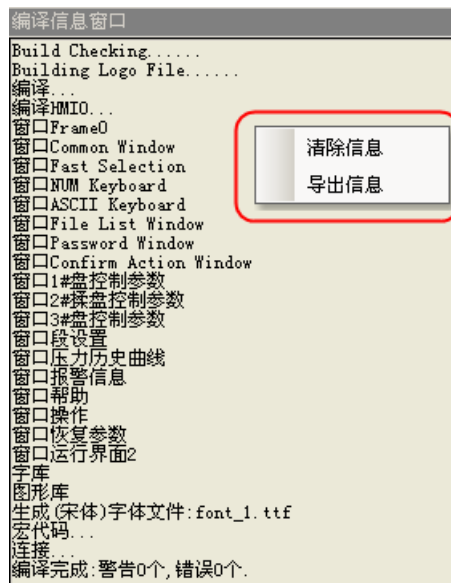 编译信息窗口
Build Checking......
Building Logo File......
编译...
编译HMI0...
窗口Frame0
窗口Common Window
窗口Fast Selection
窗口NUM Keyboard
窗口ASCII Keyboard
窗口File List Window
窗口Password Window
窗口Confirm Action Window
窗口1#盘控制参数
窗口2#揉盘控制参数
窗口3#盘控制参数
窗口段设置
窗口压力历史曲线
窗口报警信息
窗口帮助
窗口操作
窗口恢复参数
窗口运行界面2
字库
图形库
生成(宋体)字体文件:font_1.ttf
宏代码...
连接...
编译完成:警告0个,错误0个.
清除信息
导出信息